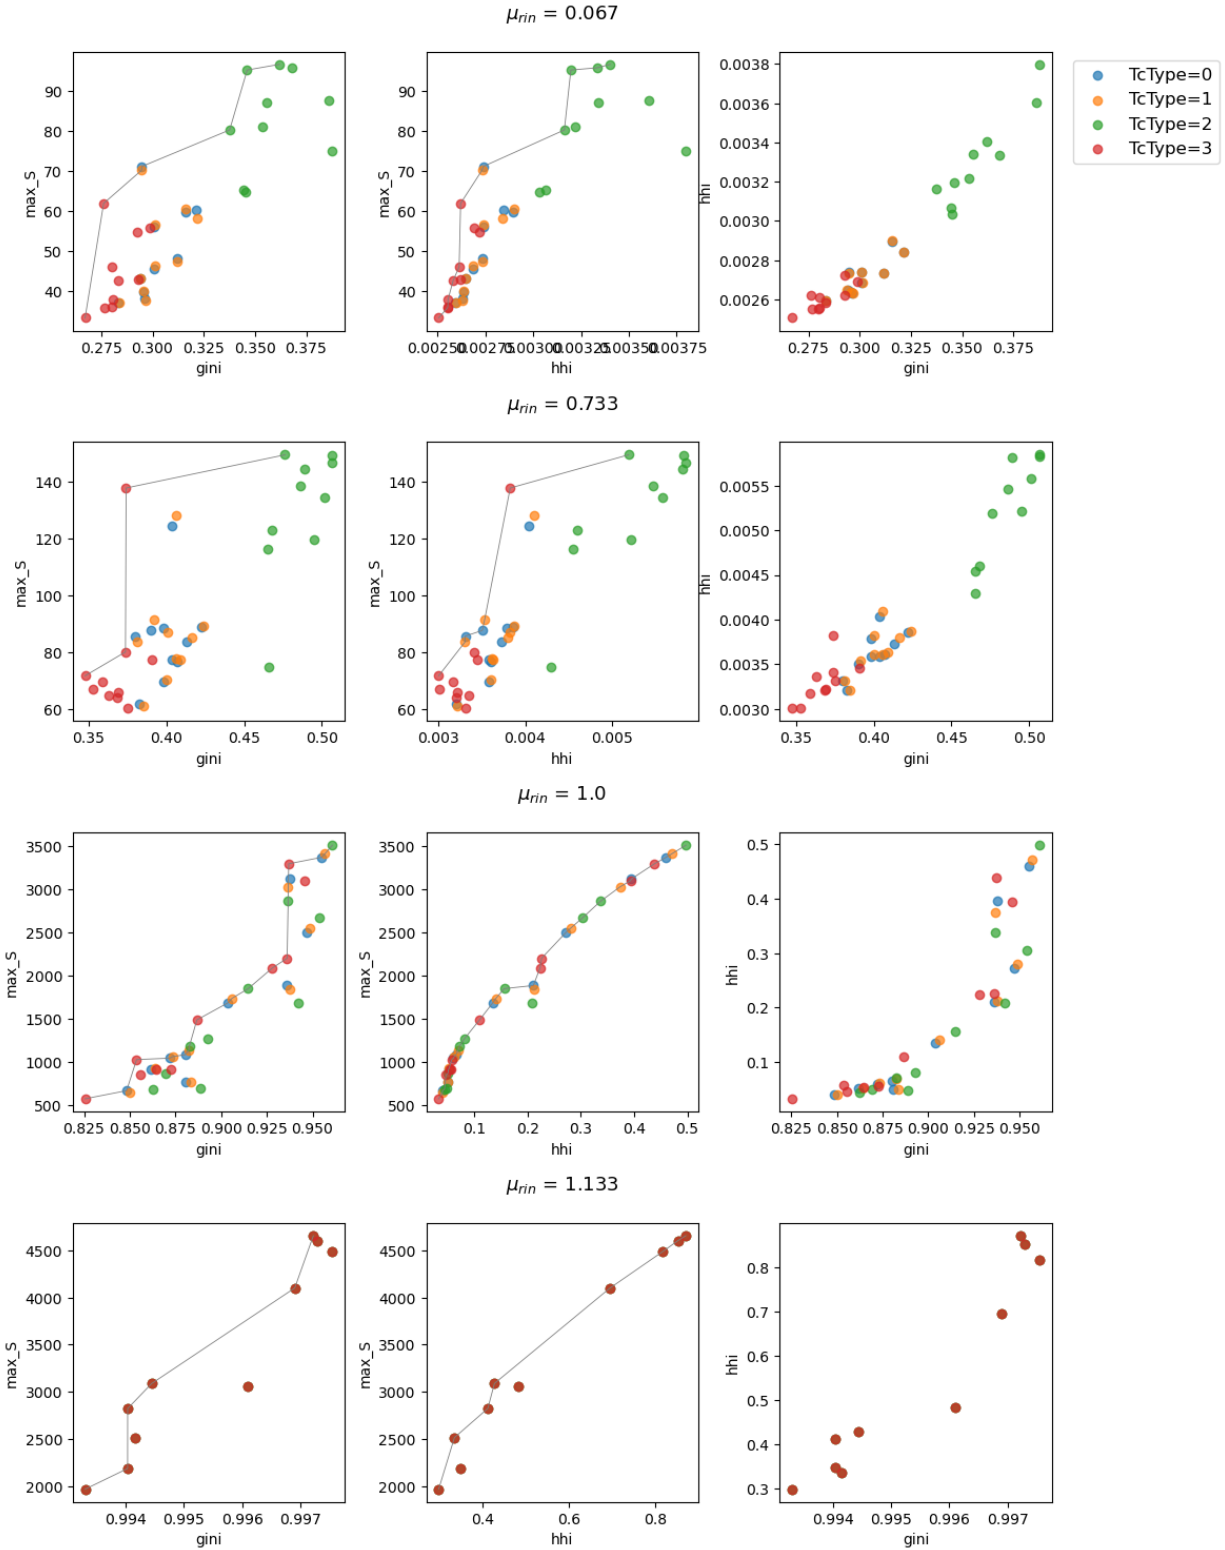 μrin = 0.067
90
80
70
60
50
40
max_S
0.275 0.300 0.325 0.350 0.375
gini
90
80
70
60
50
40
max_S
0.00250 0.00275 0.00300 0.00325 0.00350 0.00375
hhi
0.0038
0.0036
0.0034
0.0032
0.0030
0.0028
0.0026
hhi
0.275 0.300 0.325 0.350 0.375
gini
TcType=0
TcType=1
TcType=2
TcType=3
μrin = 0.733
140
120
100
80
60
max_S
0.35 0.40 0.45 0.50
gini
140
120
100
80
60
max_S
0.003 0.004 0.005
hhi
0.0055
0.0050
0.0045
0.0040
0.0035
0.0030
hhi
0.35 0.40 0.45 0.50
gini
μrin = 1.0
3500
3000
2500
2000
1500
1000
500
max_S
0.825 0.850 0.875 0.900 0.925 0.950
gini
3500
3000
2500
2000
1500
1000
500
max_S
0.1 0.2 0.3 0.4 0.5
hhi
0.5
0.4
0.3
0.2
0.1
hhi
0.825 0.850 0.875 0.900 0.925 0.950
gini
μrin = 1.133
4500
4000
3500
3000
2500
2000
max_S
0.994 0.995 0.996 0.997
gini
4500
4000
3500
3000
2500
2000
max_S
0.4 0.6 0.8
hhi
0.8
0.7
0.6
0.5
0.4
0.3
hhi
0.994 0.995 0.996 0.997
gini